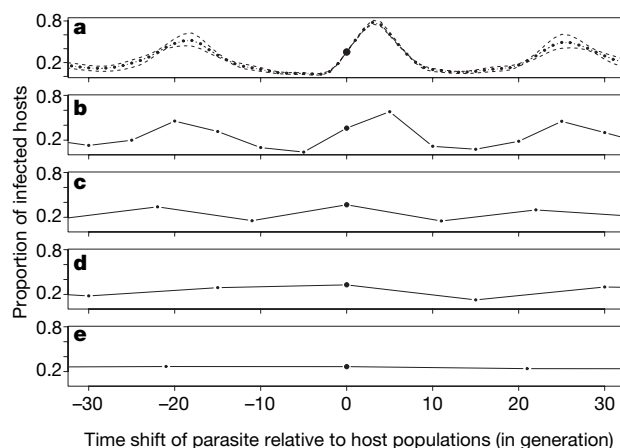 0.8
a
0.2
0.8
b
0.2
0.8
c
0.2
0.8
d
0.2
0.8
e
0.2
Proportion of infected hosts
−30 −20 −10 0 10 20 30
Time shift of parasite relative to host populations (in generation)